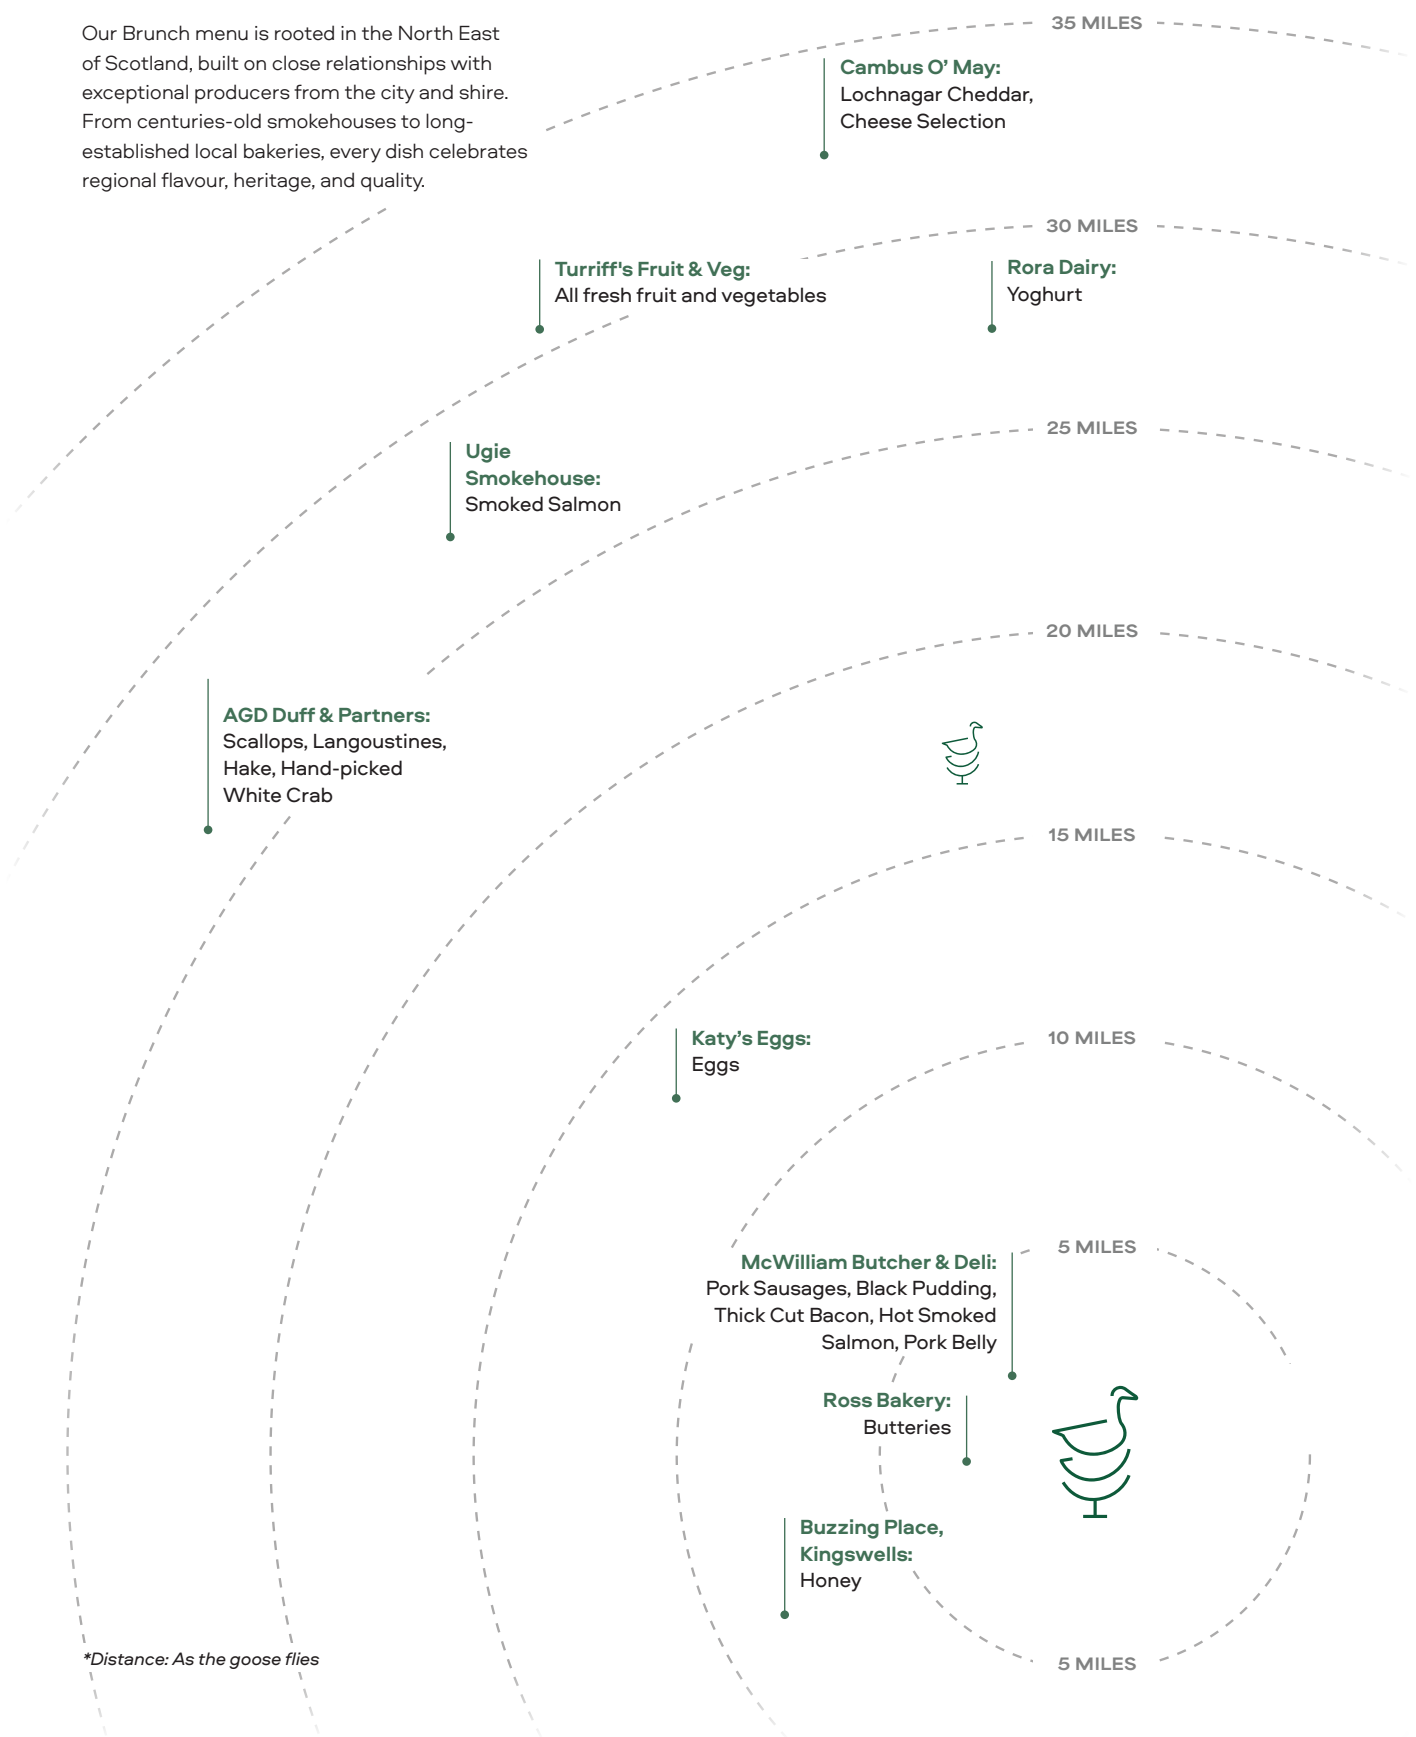 Our Brunch menu is rooted in the North East
of Scotland, built on close relationships with
exceptional producers from the city and shire.
From centuries-old smokehouses to long-
established local bakeries, every dish celebrates
regional flavour, heritage, and quality.
35 MILES
Cambus O’ May:
Lochnagar Cheddar,
Cheese Selection
30 MILES
Turriff's Fruit & Veg:
All fresh fruit and vegetables
Rora Dairy:
Yoghurt
25 MILES
Ugie
Smokehouse:
Smoked Salmon
20 MILES
AGD Duff & Partners:
Scallops, Langoustines,
Hake, Hand-picked
White Crab
15 MILES
Katy’s Eggs:
Eggs
10 MILES
5 MILES
McWilliam Butcher & Deli:
Pork Sausages, Black Pudding,
Thick Cut Bacon, Hot Smoked
Salmon, Pork Belly
Ross Bakery:
Butteries
Buzzing Place,
Kingswells:
Honey
*Distance: As the goose flies
5 MILES